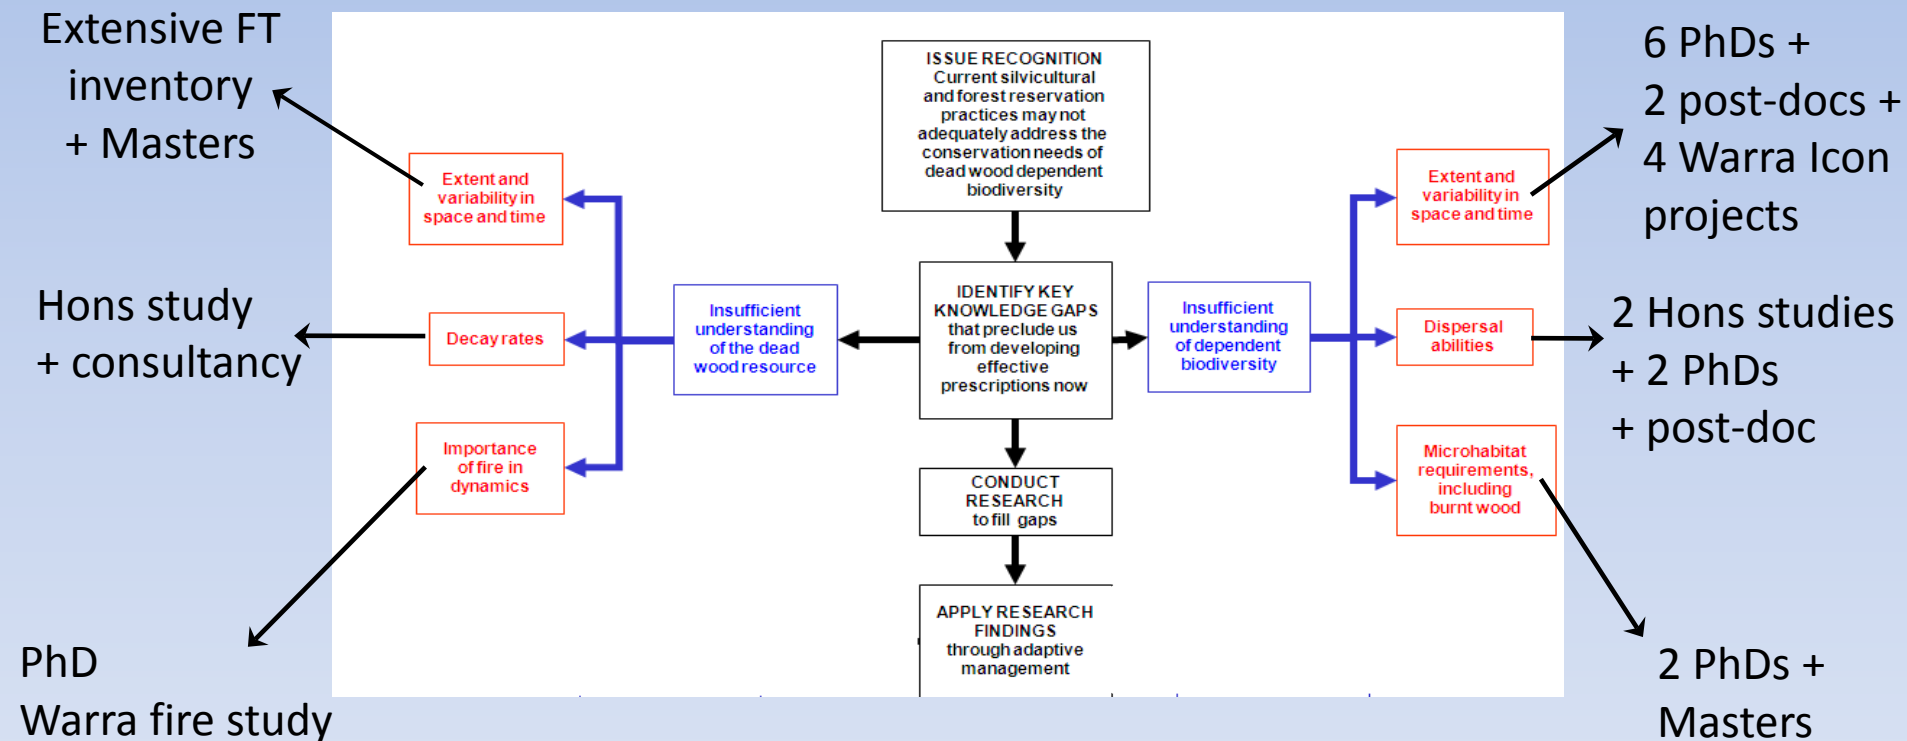 Extensive FT
inventory
+ Masters
Hons study
+ consultancy
PhD
Warra fire study
Extent and
variability in
space and time
Decay rates
Importance
of fire in
dynamics
Insufficient
understanding
of the dead
wood resource
ISSUE RECOGNITION
Current silvicultural
and forest reservation
practices may not
adequately address the
conservation needs of
dead wood dependent
biodiversity
IDENTIFY KEY
KNOWLEDGE GAPS
that preclude us
from developing
effective
prescriptions now
CONDUCT
RESEARCH
to fill gaps
APPLY RESEARCH
FINDINGS
through adaptive
management
Insufficient
understanding
of dependent
biodiversity
Extent and
variability in
space and time
Dispersal
abilities
Microhabitat
requirements,
including
burnt wood
6 PhDs +
2 post-docs +
4 Warra Icon
projects
2 Hons studies
+ 2 PhDs
+ post-doc
2 PhDs +
Masters